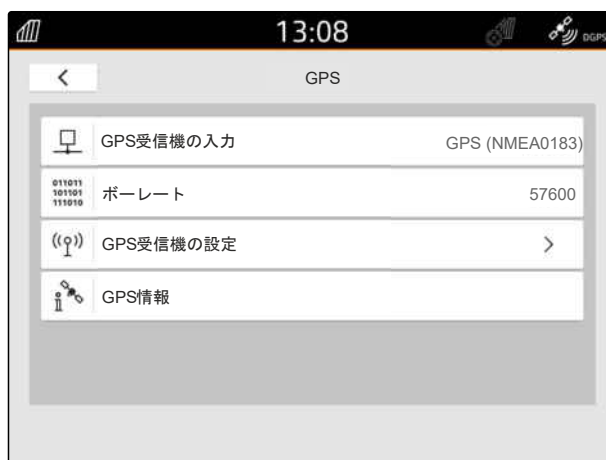 13:08
DGPS
GPS
GPS受信機の入力
GPS (NMEA0183)
011011
101101
111010
ボーレート
57600
GPS受信機の設定
GPS情報